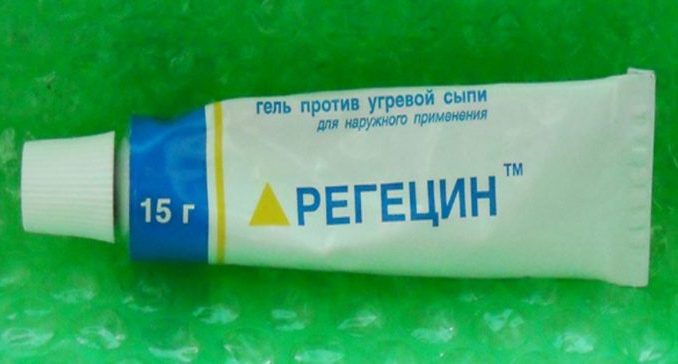 гель против угревой сыпи
для наружного применения
15 г
РЕГЕЦИН™